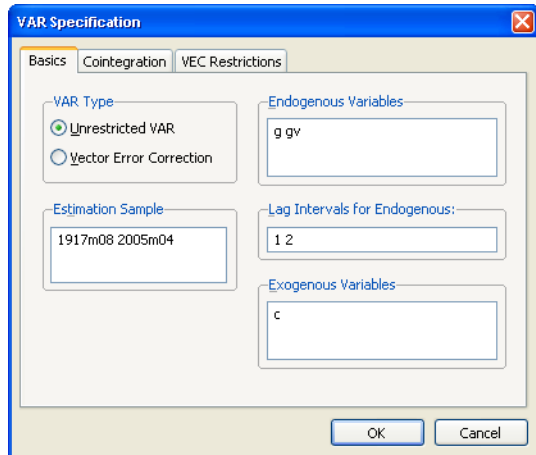 VAR Specification
Basics Cointegration VEC Restrictions
VAR Type
Unrestricted VAR
Vector Error Correction
Estimation Sample
1917m08 2005m04
Endogenous Variables
g gv
Lag Intervals for Endogenous:
1 2
Exogenous Variables
c
OK Cancel